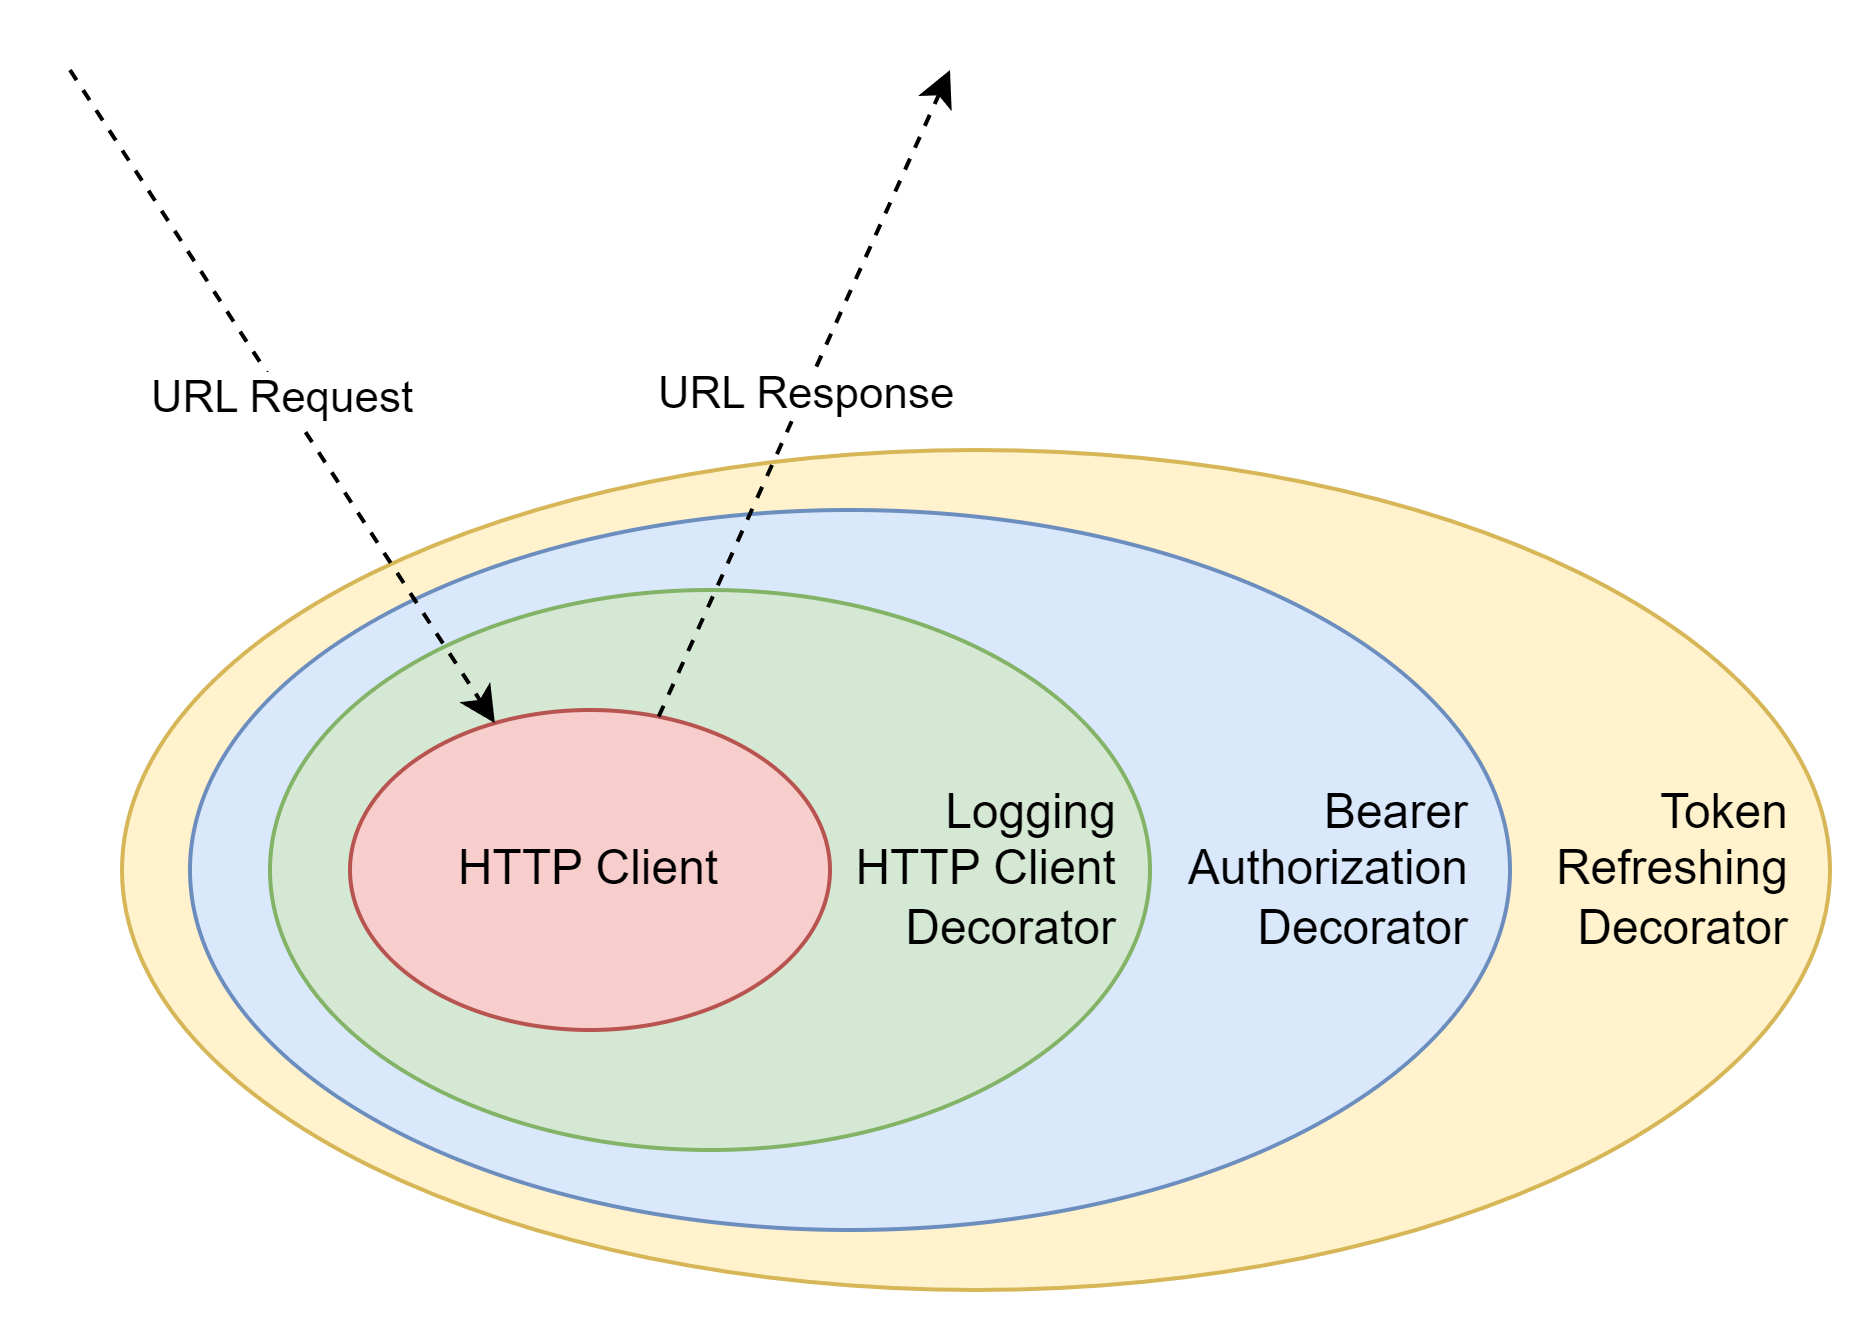 URL Request
URL Response
HTTP Client
Logging
HTTP Client
Decorator
Bearer
Authorization
Decorator
Token
Refreshing
Decorator